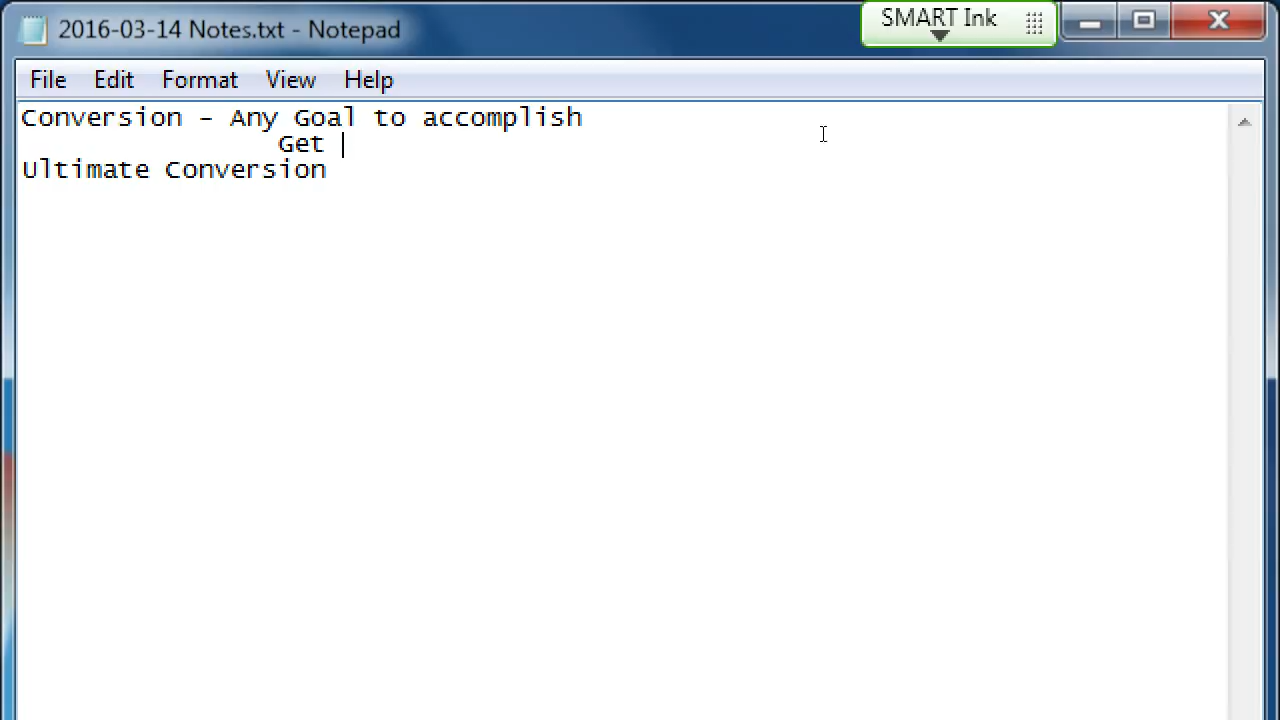 2016-03-14 Notes.txt - Notepad
SMART Ink
File Edit Format View Help
Conversion - Any Goal to accomplish
Get
Ultimate Conversion